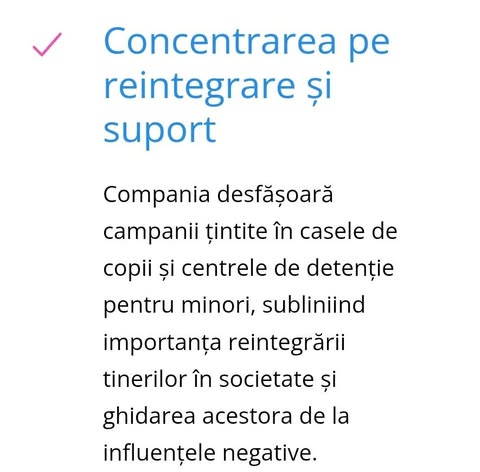 Concentrarea pe
reintegrare și
suport
Compania desfășoară
campanii țintite în casele de
copii și centrele de detenție
pentru minori, subliniind
importanța reintegrării
tinerilor în societate și
ghidarea acestora de la
influențele negative.